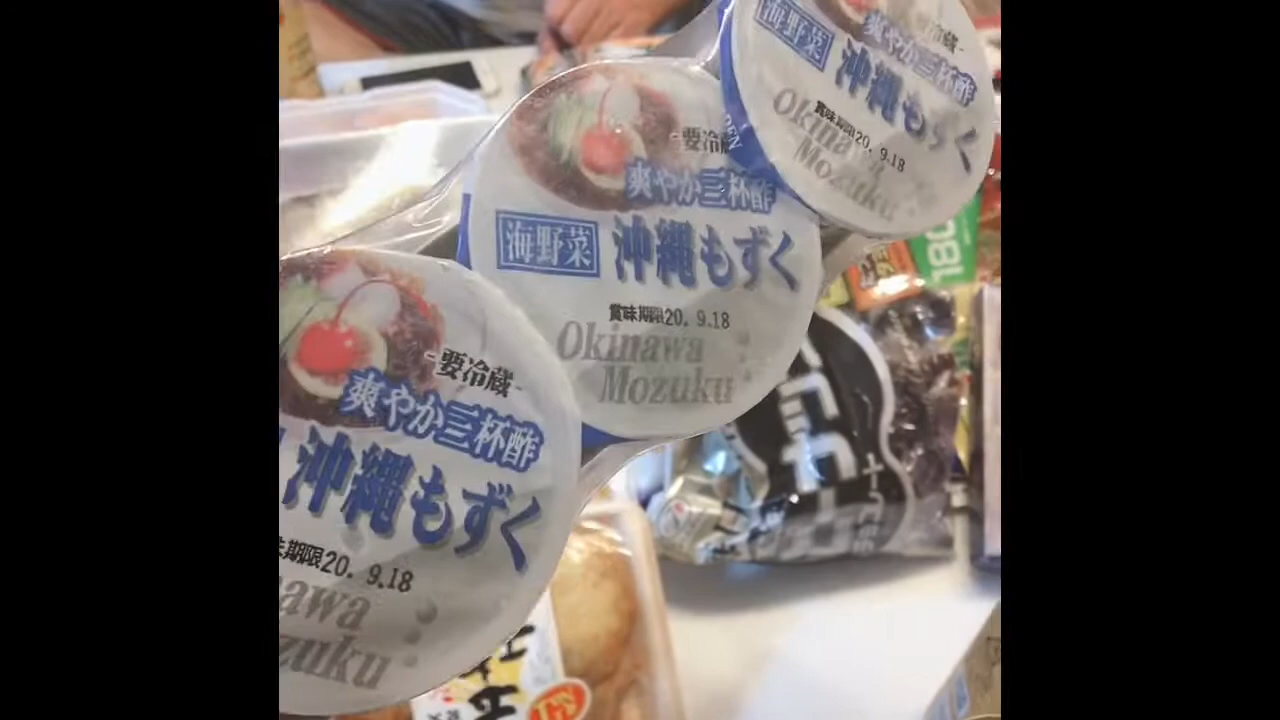 海野菜
爽やか三杯酢
沖縄もずく
賞味期限20. 9.18
Okinawa
Mozuku
-要冷蔵
爽やか三杯酢
海野菜
沖縄もずく
賞味期限20. 9.18
Okinawa
Mozuku
-要冷蔵-
爽やか三杯酢
沖縄もずく
期限20. 9.18
awa
zuku